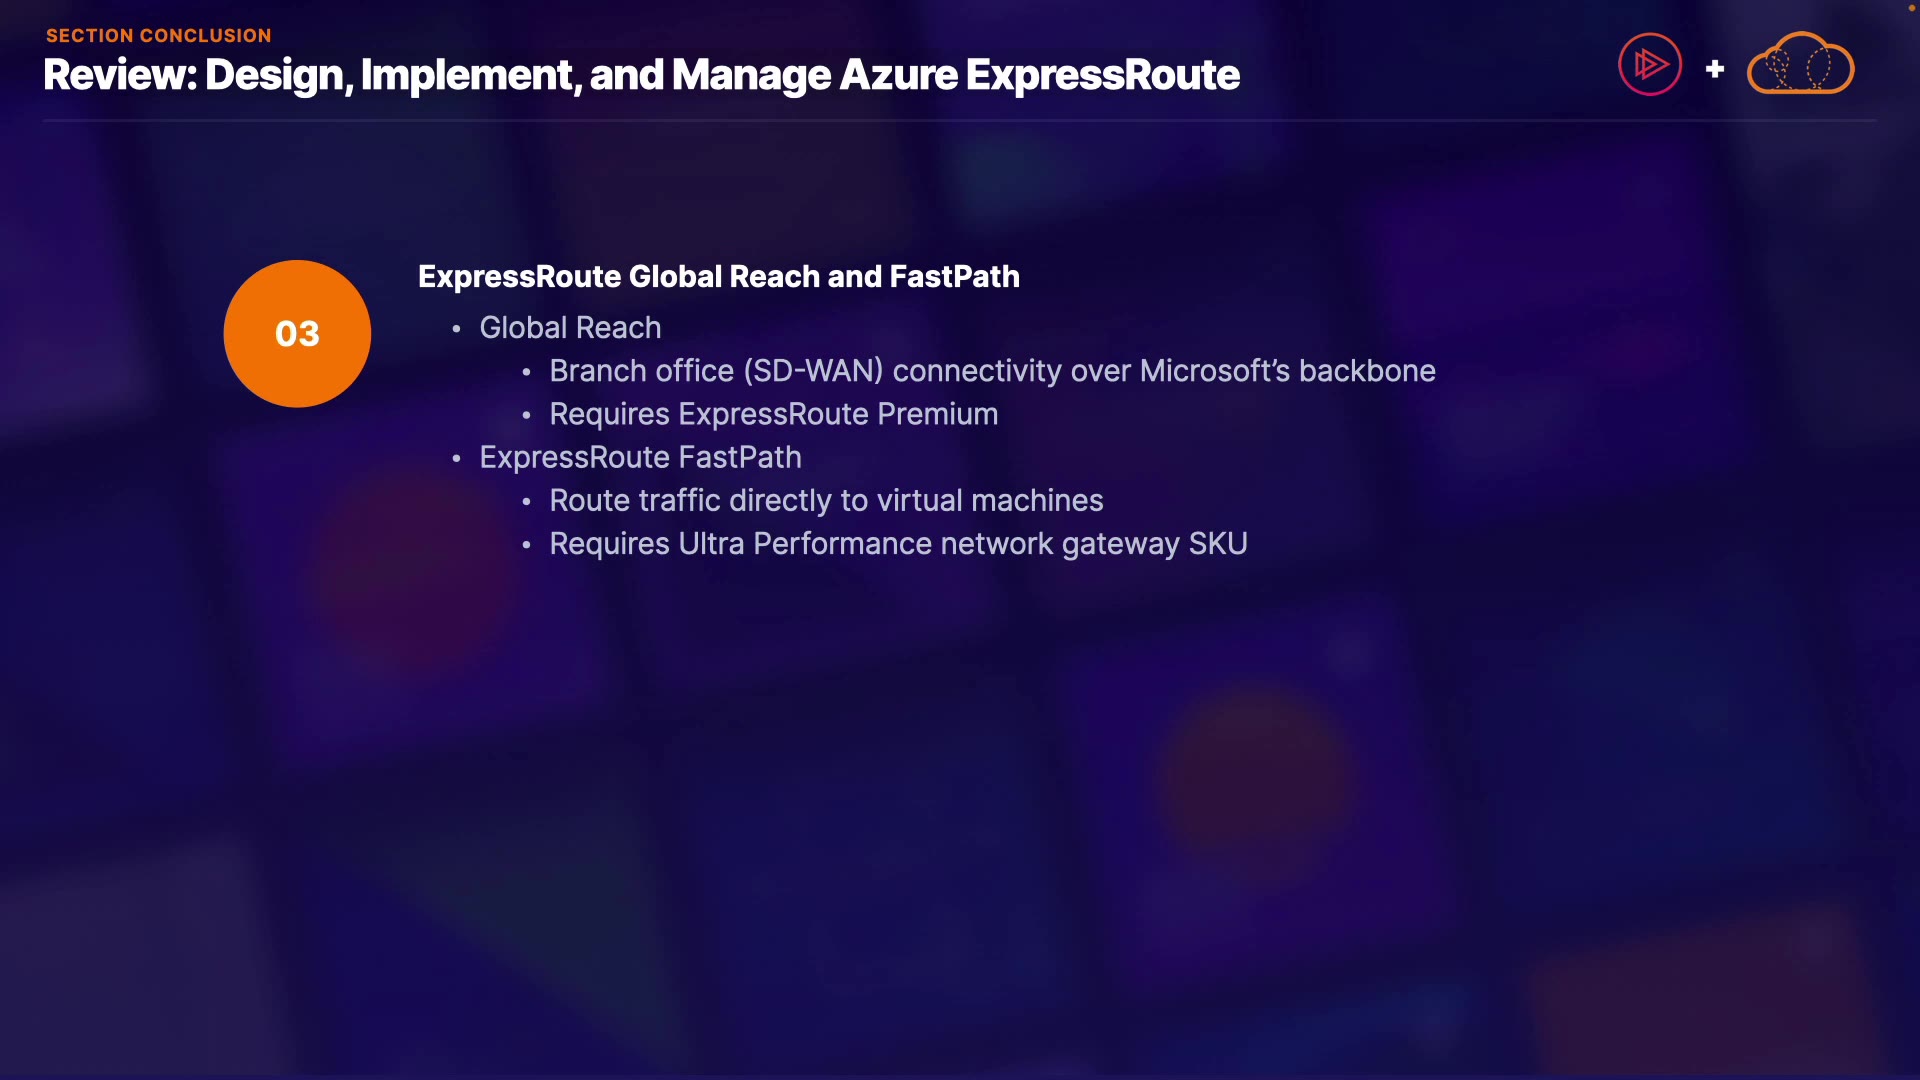 SECTION CONCLUSION
Review: Design, Implement, and Manage Azure ExpressRoute
+
03
ExpressRoute Global Reach and FastPath
• Global Reach
• Branch office (SD-WAN) connectivity over Microsoft’s backbone
• Requires ExpressRoute Premium
• ExpressRoute FastPath
• Route traffic directly to virtual machines
• Requires Ultra Performance network gateway SKU